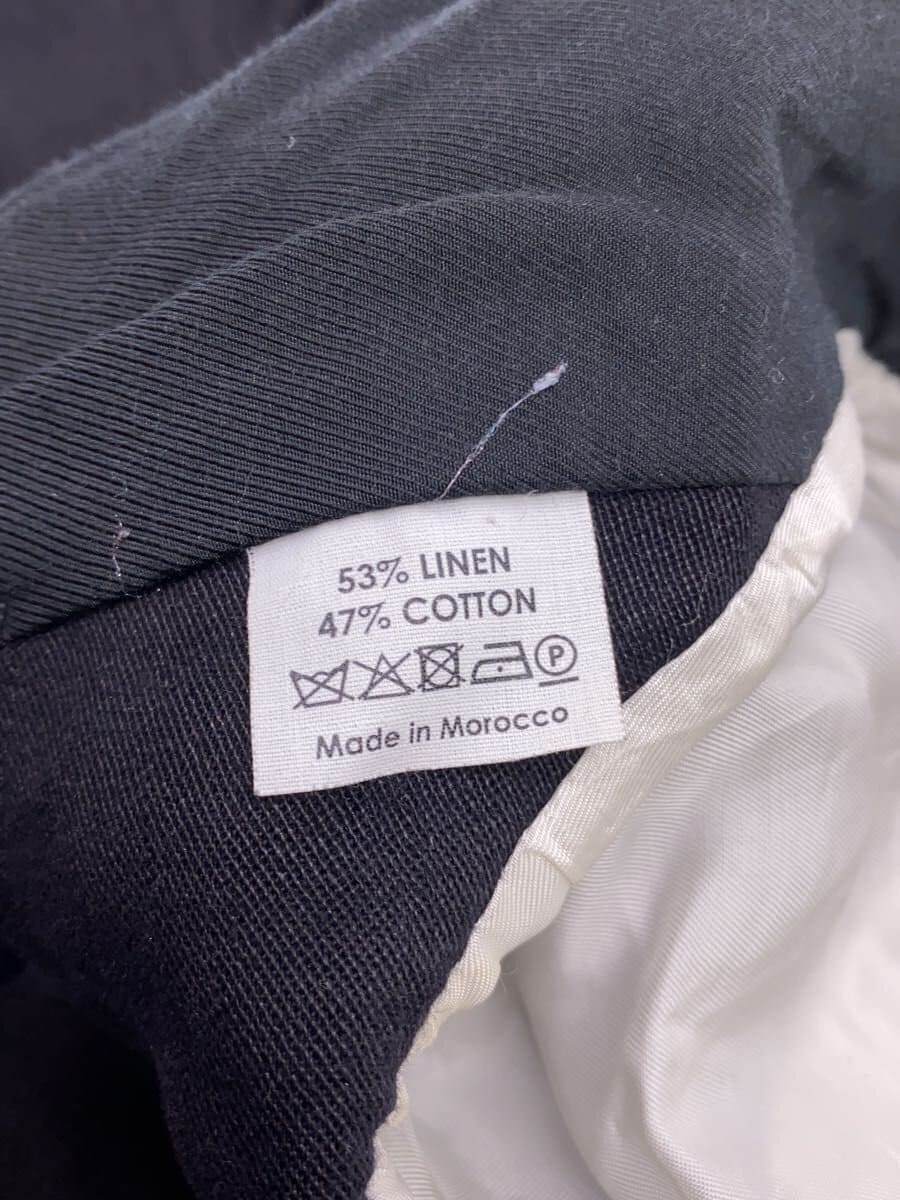 53% LINEN
47% COTTON
P
Made in Morocco